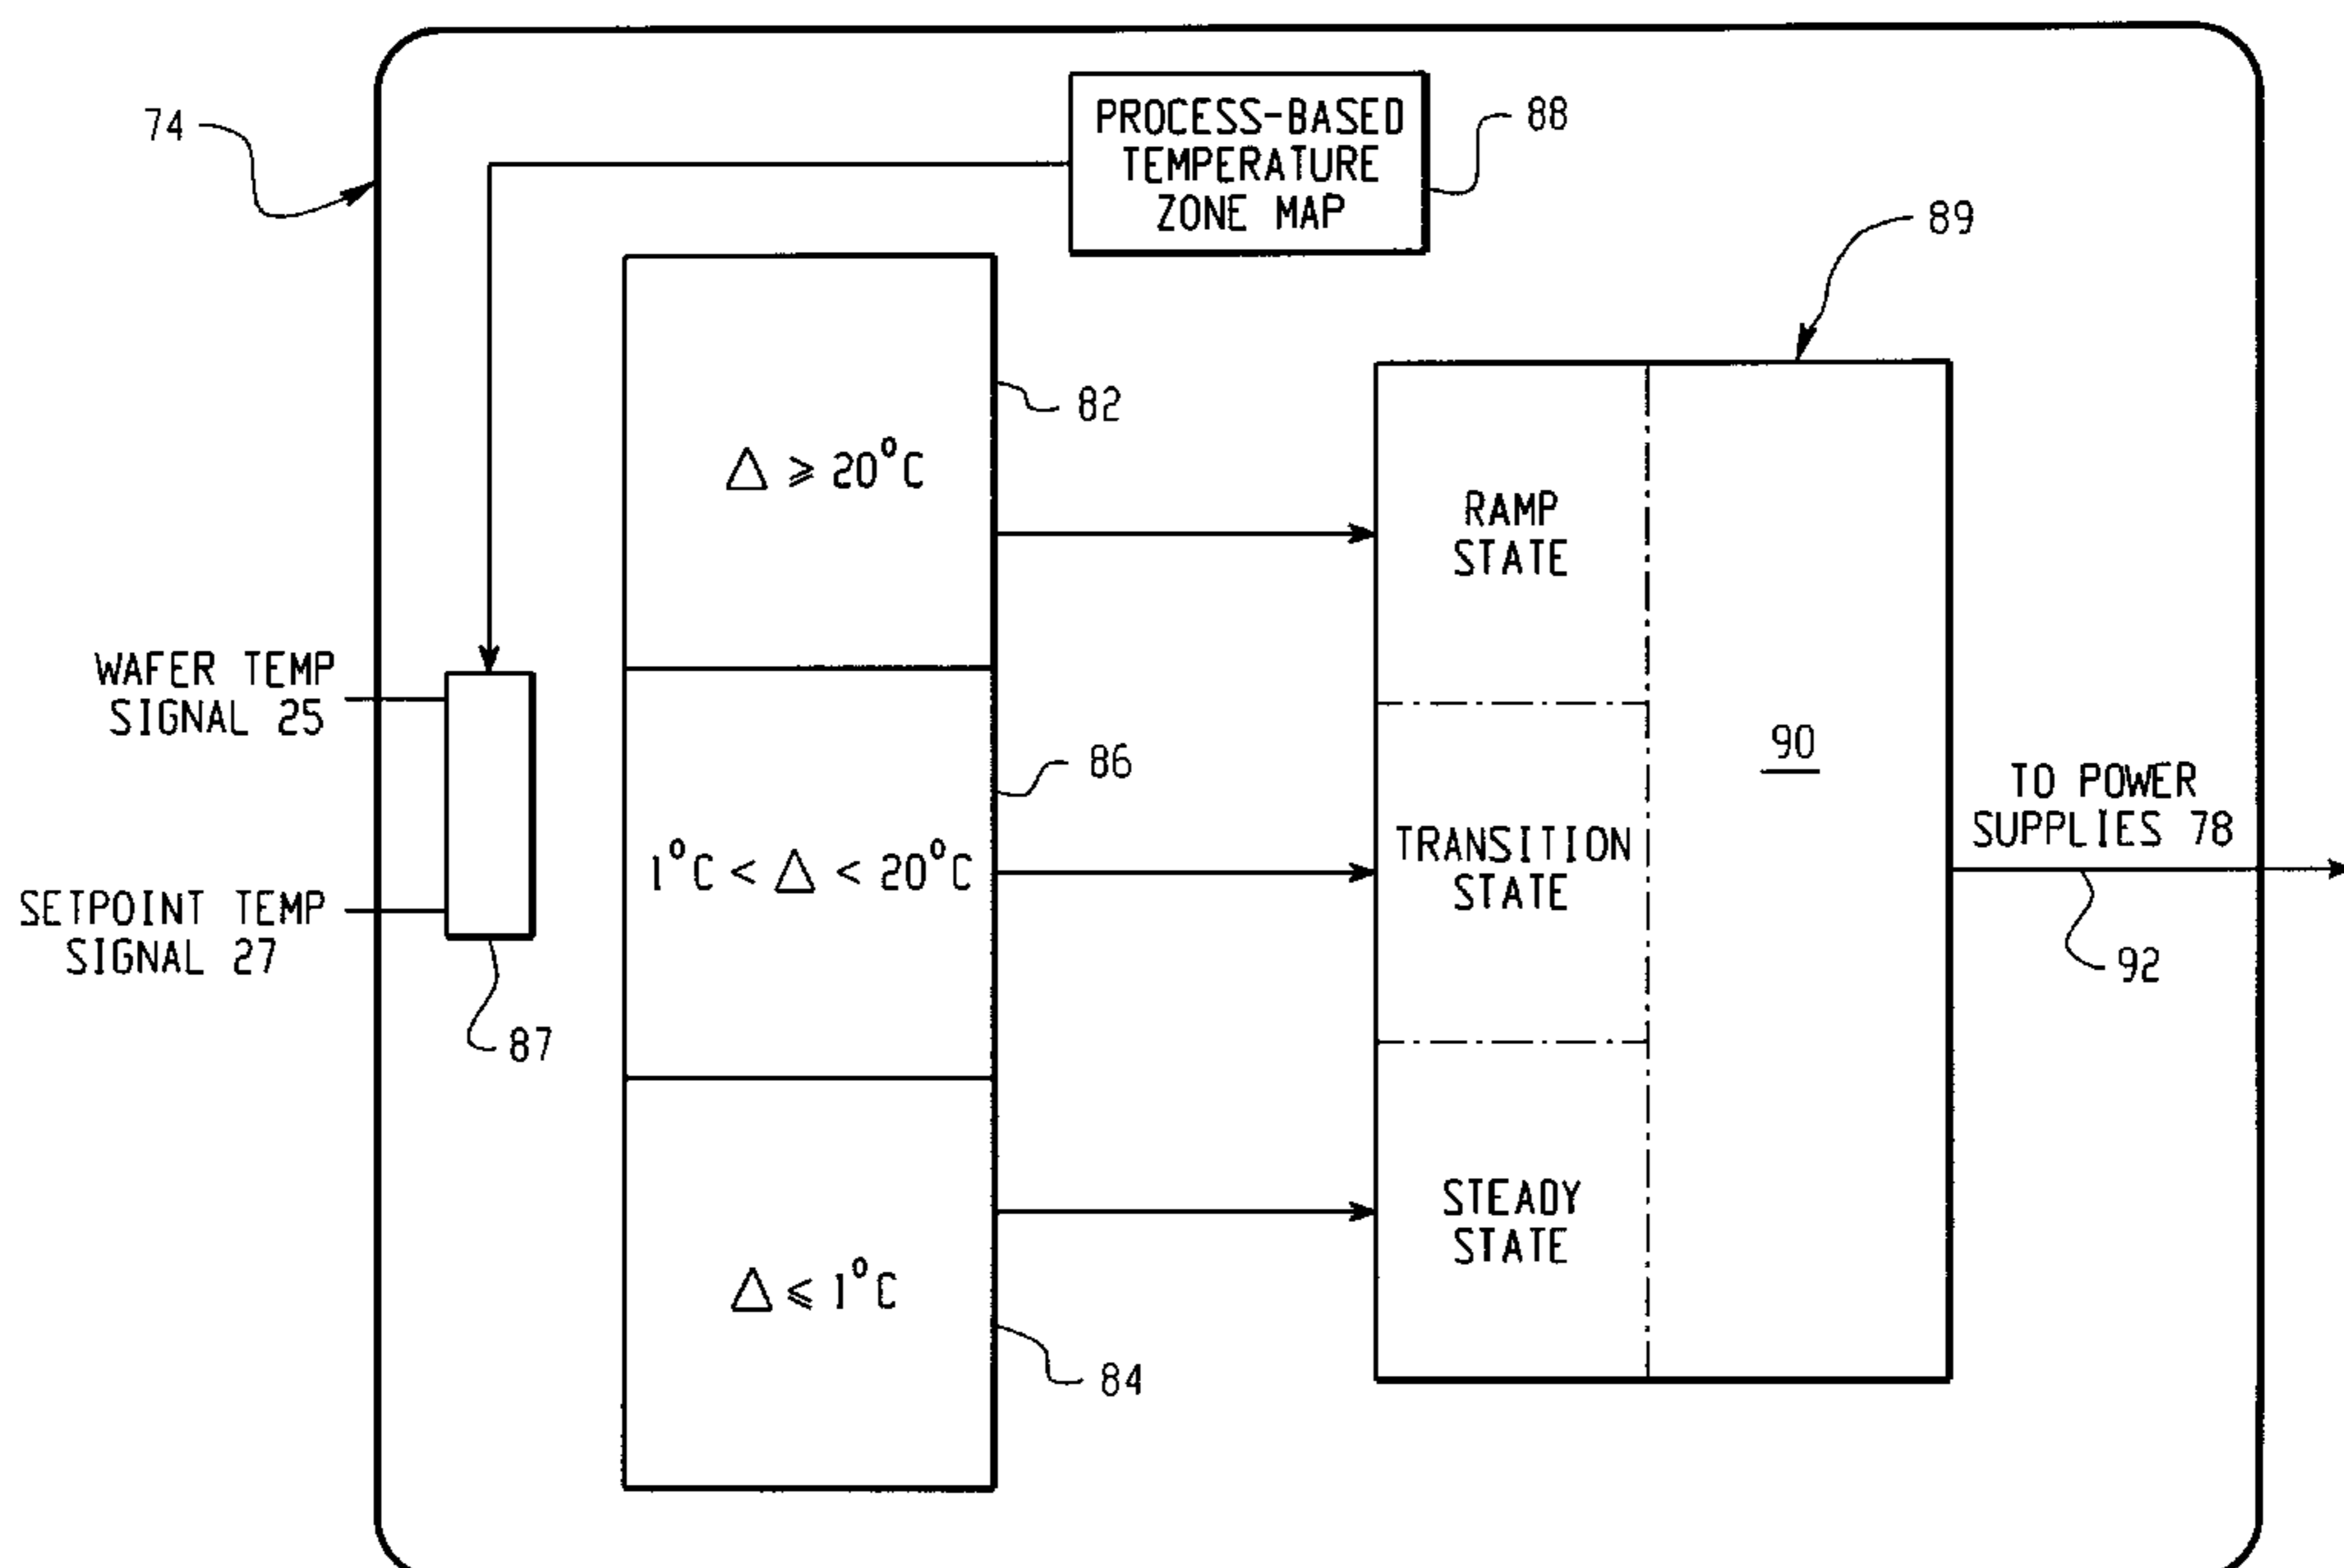 74
PROCESS-BASED
TEMPERATURE
ZONE MAP
88
89
Δ ⩾ 20°C
82
RAMP
STATE
WAFER TEMP
SIGNAL 25
SETPOINT TEMP
SIGNAL 27
87
1°C < Δ < 20°C
86
TRANSITION
STATE
90
TO POWER
SUPPLIES 78
92
Δ ⩽ 1°C
84
STEADY
STATE